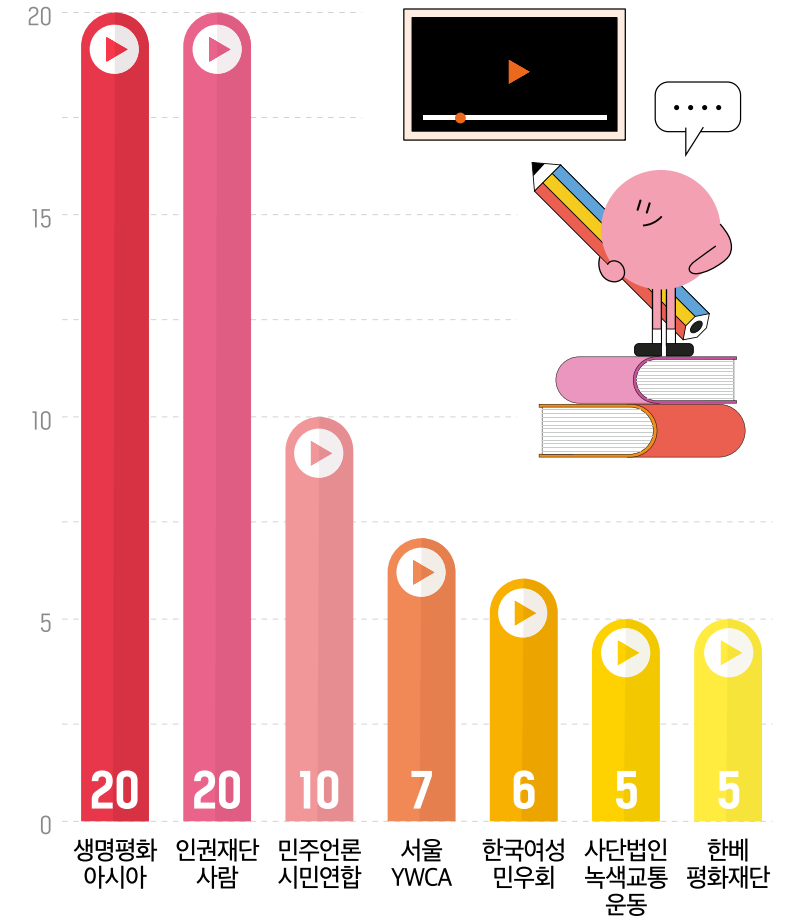 20
15
10
5
0
20
20
10
7
6
5
5
생명평화
아시아
인권재단
사람
민주언론
시민연합
서울
YWCA
한국여성
민우회
사단법인
녹색교통
운동
한베
평화재단